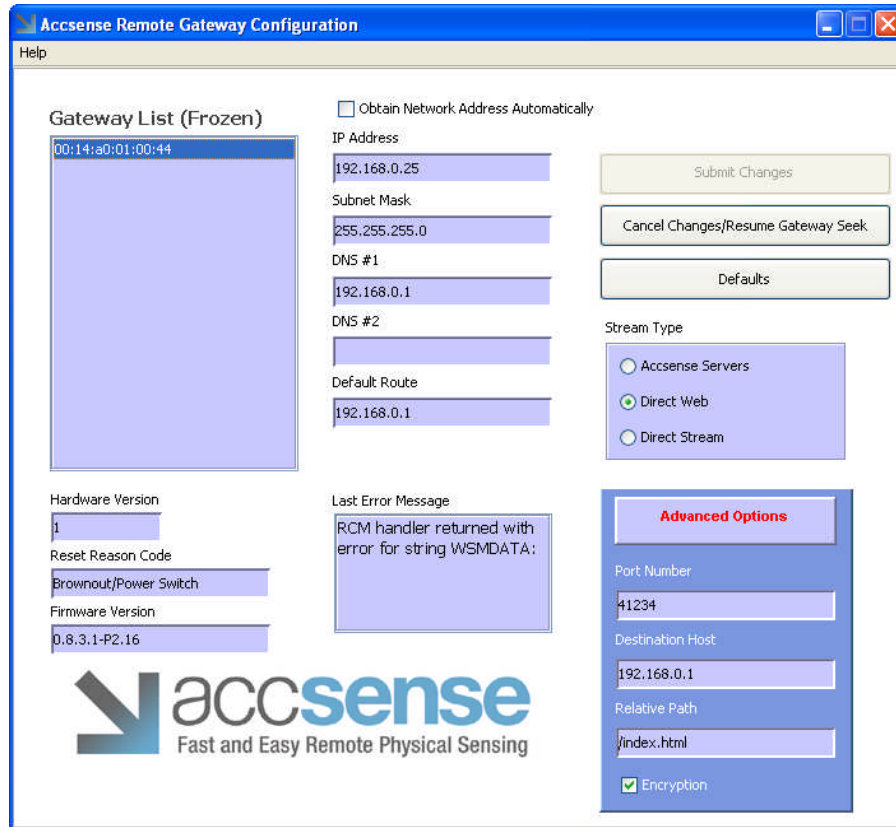 Accsense Remote Gateway Configuration
Help
Gateway List (Frozen)
00:14:a0:01:00:44
Obtain Network Address Automatically
IP Address
192.168.0.25
Subnet Mask
255.255.255.0
DNS #1
192.168.0.1
DNS #2
Default Route
192.168.0.1
Submit Changes
Cancel Changes/Resume Gateway Seek
Defaults
Stream Type
Accsense Servers
Direct Web
Direct Stream
Hardware Version
1
Reset Reason Code
Brownout/Power Switch
Firmware Version
0.8.3.1-P2.16
Last Error Message
RCM handler returned with
error for string WSMDATA:
Advanced Options
Port Number
41234
Destination Host
192.168.0.1
Relative Path
/index.html
Encryption
accsense
Fast and Easy Remote Physical Sensing